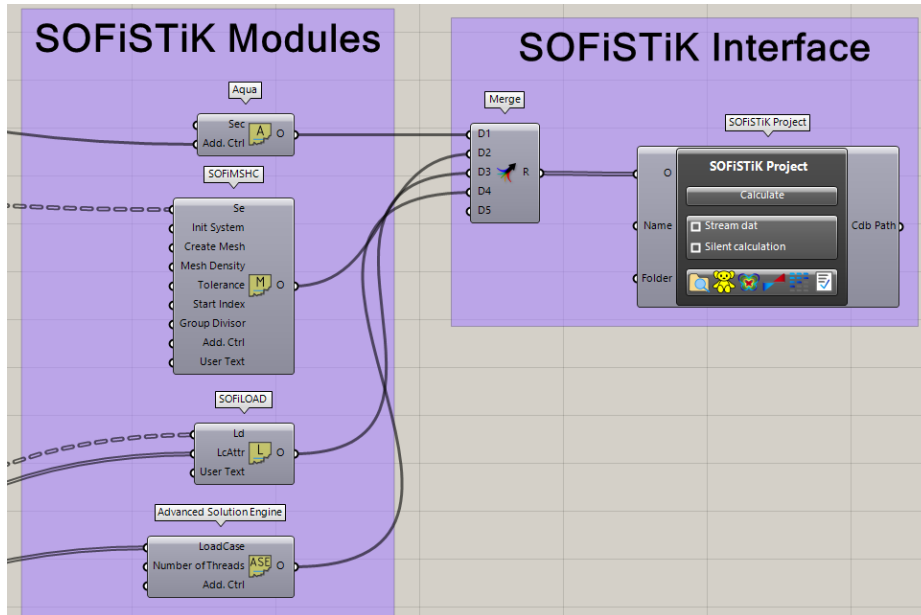 SOFiSTiK Modules
Aqua
Sec
Add. Ctrl
A
O
SOFiMSHC
Se
Init System
Create Mesh
Mesh Density
Tolerance
M
O
Start Index
Group Divisor
Add. Ctrl
User Text
SOFiLOAD
Ld
LcAttr
L
O
User Text
Advanced Solution Engine
LoadCase
Number of Threads
ASE
O
Add. Ctrl
SOFiSTiK Interface
Merge
D1
D2
D3
R
D4
D5
SOFiSTiK Project
O
SOFiSTiK Project
Calculate
Name
Stream dat
Cdb Path
Silent calculation
Folder